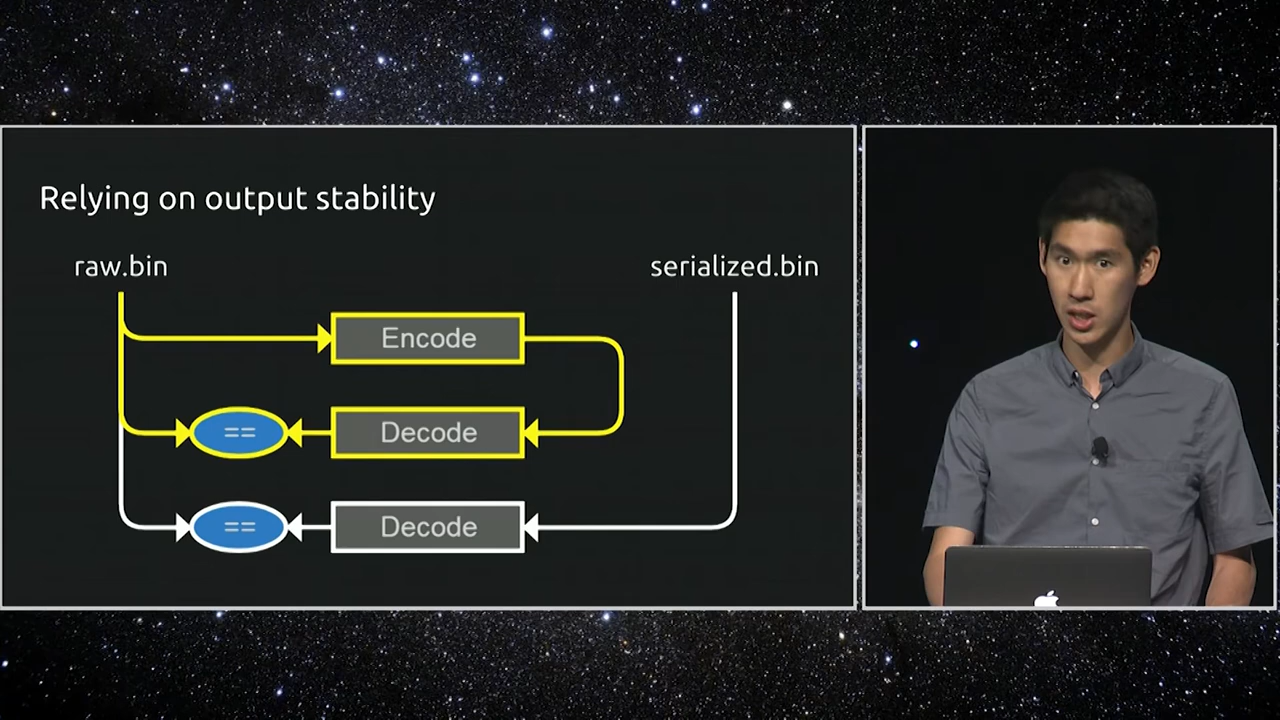 Relying on output stability
raw.bin
serialized.bin
Encode
==
Decode
==
Decode